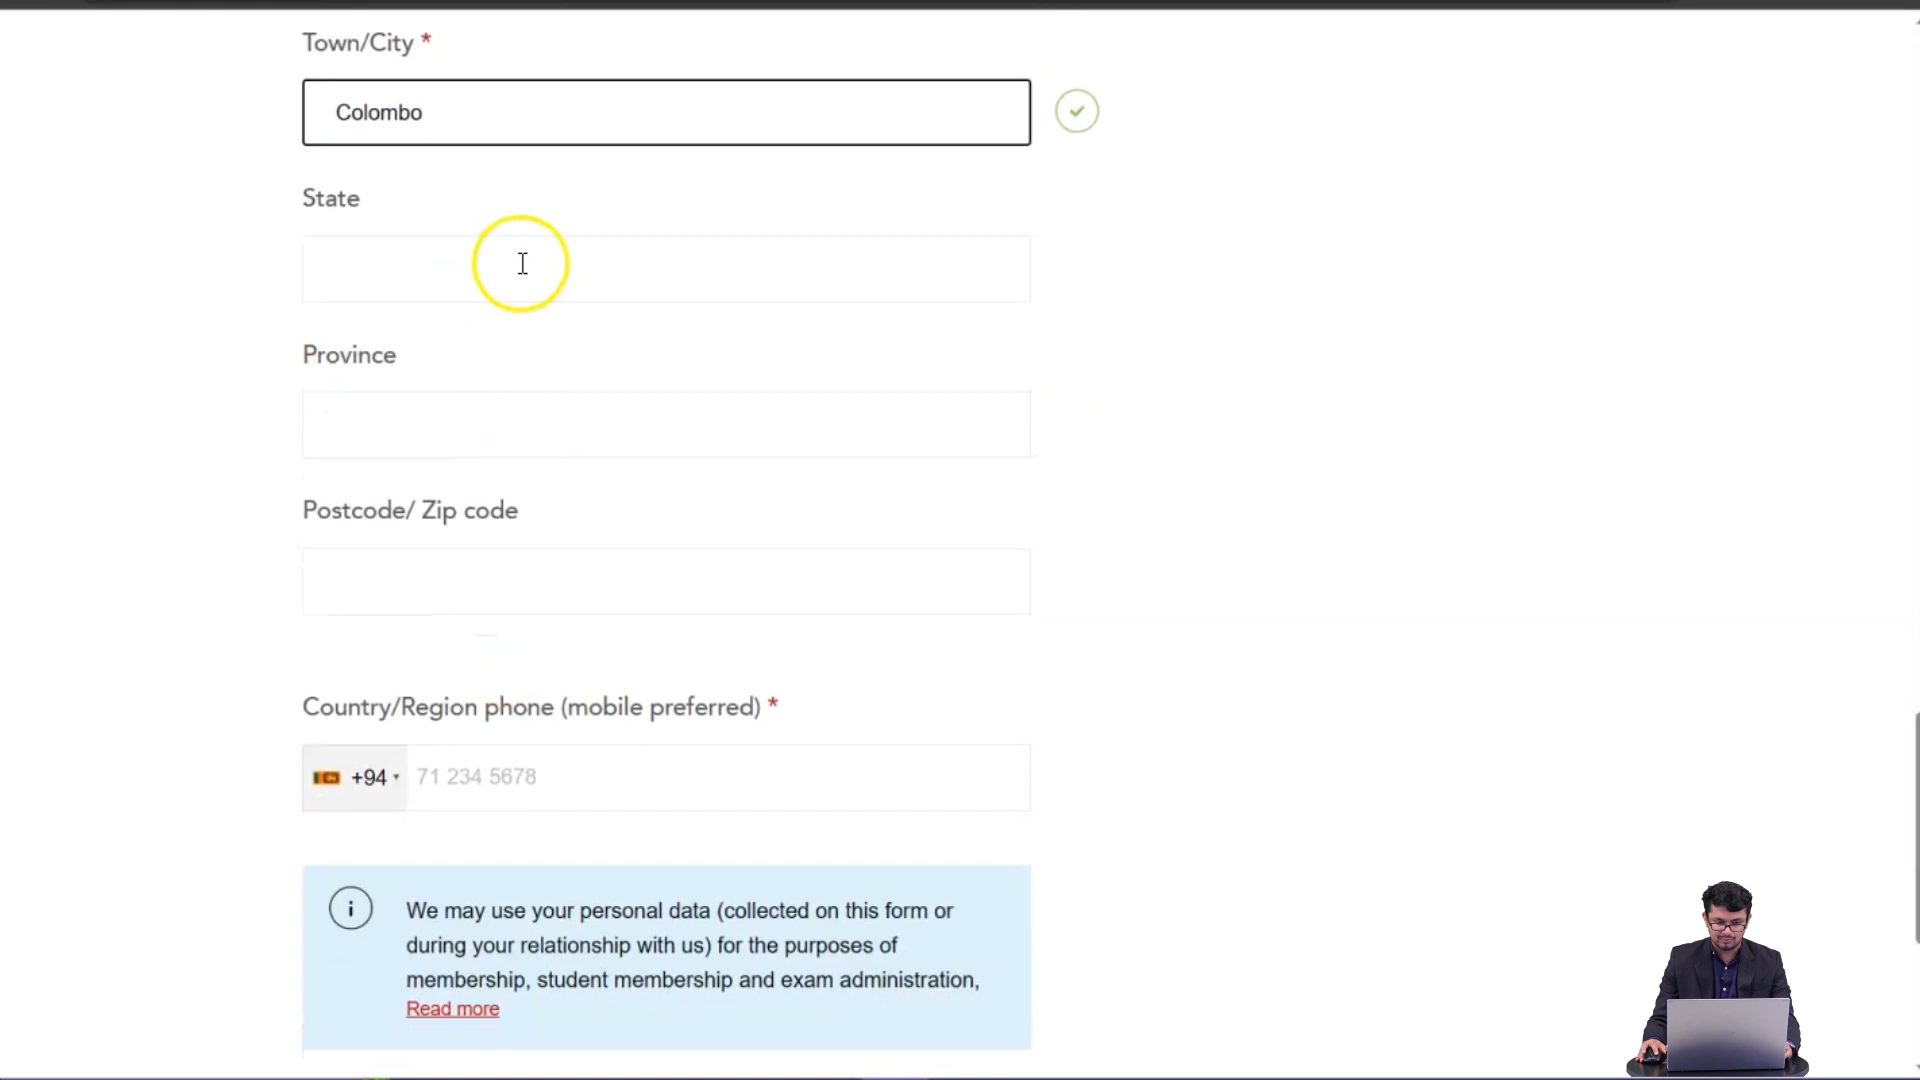 Town/City *
Colombo
State
Province
Postcode/ Zip code
Country/Region phone (mobile preferred) *
+94 71 234 5678
We may use your personal data (collected on this form or
during your relationship with us) for the purposes of
membership, student membership and exam administration,
Read more